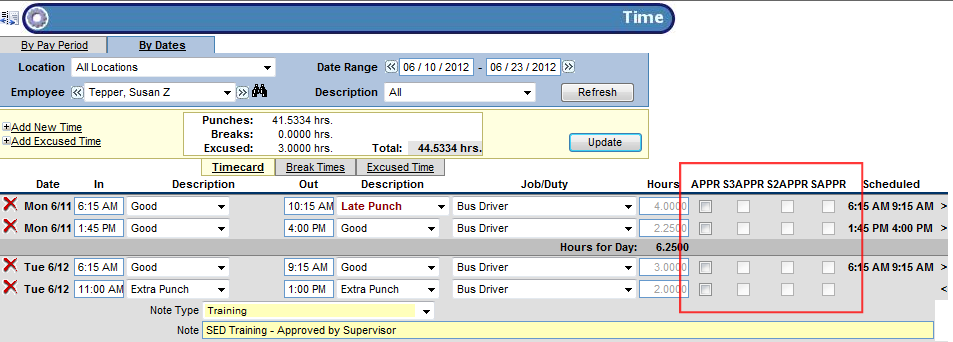 Time
By Pay Period By Dates
Location All Locations Date Range 06 / 10 / 2012 - 06 / 23 / 2012
Employee Tepper, Susan Z Description All Refresh
Add New Time
Add Excused Time
Punches: 41.5334 hrs.
Breaks: 0.0000 hrs.
Excused: 3.0000 hrs. Total: 44.5334 hrs.
Update
Timecard Break Times Excused Time
Date In Description Out Description Job/Duty Hours APPR S3APPR S2APPR SAPPR Scheduled
Mon 6/11 6:15 AM Good 10:15 AM Late Punch Bus Driver 4.0000 6:15 AM 9:15 AM >
Mon 6/11 1:45 PM Good 4:00 PM Good Bus Driver 2.2500 1:45 PM 4:00 PM >
Hours for Day: 6.2500
Tue 6/12 6:15 AM Good 9:15 AM Good Bus Driver 3.0000 6:15 AM 9:15 AM >
Tue 6/12 11:00 AM Extra Punch 1:00 PM Extra Punch Bus Driver 2.0000 <
Note Type Training
Note SED Training - Approved by Supervisor